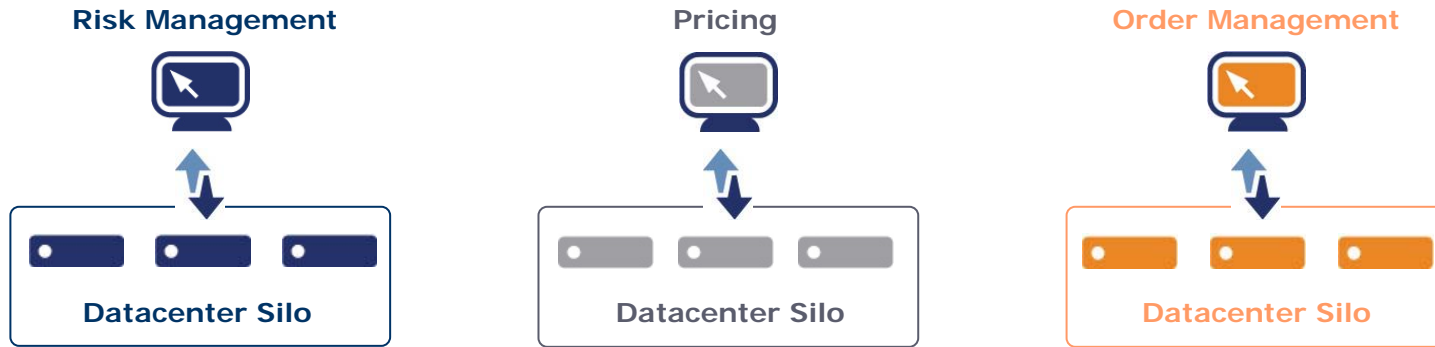 Risk Management
Pricing
Order Management
Datacenter Silo
Datacenter Silo
Datacenter Silo